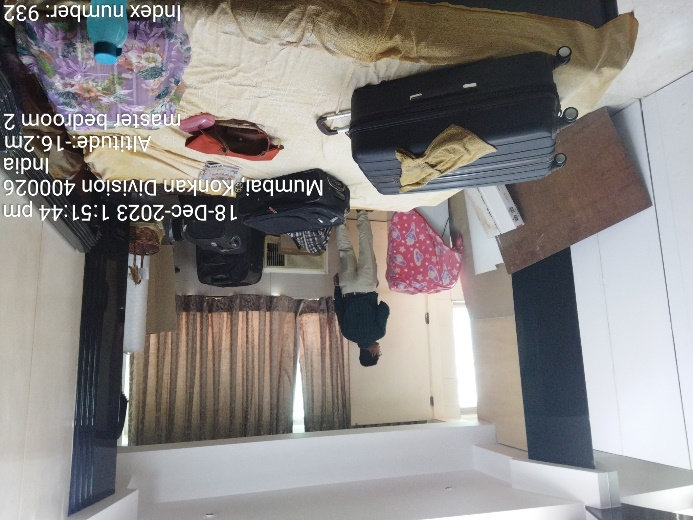 18-Dec-2023 1:51:44 pm
Mumbai, Konkan Division 400026
India
Altitude:-16.2m
master bedroom 2
Index number: 932